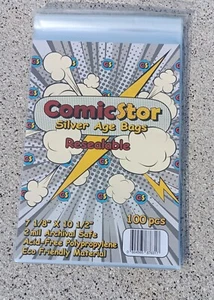 ComicStor
Silver Age Bags
Resealable
7 1/8" X 10 1/2"
2 mil Archival Safe
Acid-Free Polypropylene
Eco Friendly Material
100 pcs